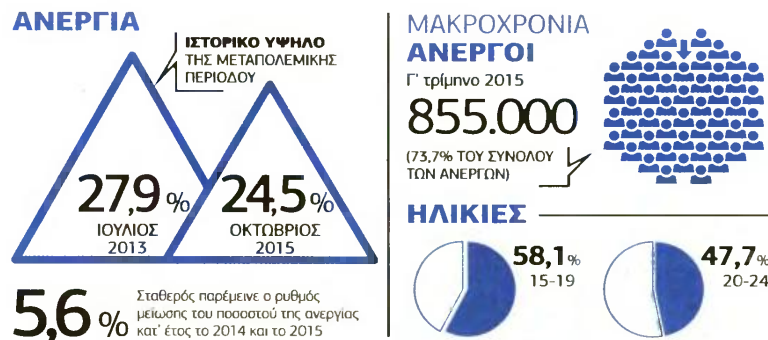 ΑΝΕΡΓΙΑ
ΙΣΤΟΡΙΚΟ ΥΨΗΛΟ
ΤΗΣ ΜΕΤΑΠΟΛΕΜΙΚΗΣ
ΠΕΡΙΟΔΟΥ
27,9%
ΙΟΥΛΙΟΣ
2013
24,5%
ΟΚΤΩΒΡΙΟΣ
2015
5,6%
Σταθερός παρέμεινε ο ρυθμός
μείωσης του ποσοστού της ανεργίας
κατ' έτος το 2014 και το 2015
ΜΑΚΡΟΧΡΟΝΙΑ
ΑΝΕΡΓΟΙ
Γ' τρίμηνο 2015
855.000
(73,7% ΤΟΥ ΣΥΝΟΛΟΥ
ΤΩΝ ΑΝΕΡΓΩΝ)
ΗΛΙΚΙΕΣ
58,1%
15-19
47,7%
20-24